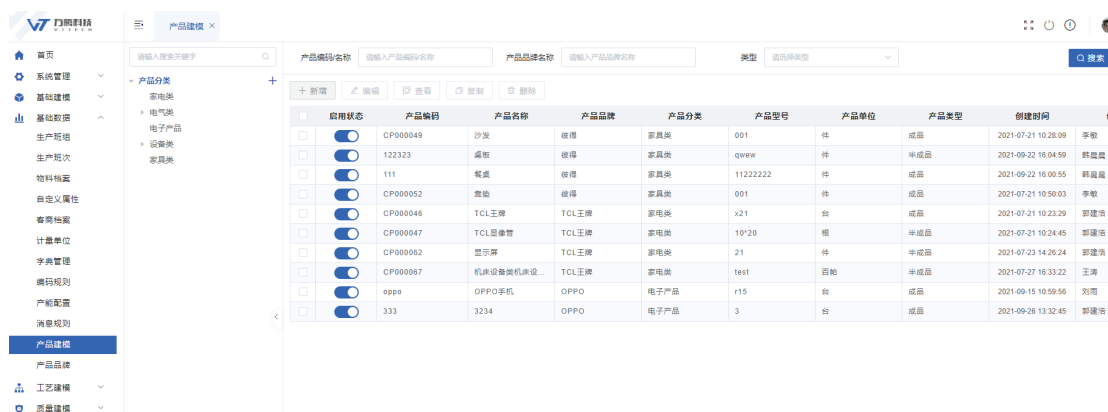 万腾科技
VTTECH
产品建模 ×
首页
系统管理
基础建模
基础数据
生产班组
生产班次
物料档案
自定义属性
客商档案
计量单位
字典管理
编码规则
产能配置
消息规则
产品建模
产品品牌
工艺建模
质量建模
请输入搜索关键字
产品分类 +
家电类
电气类
电子产品
设备类
家具类
产品编码/名称 请输入产品编码/名称 产品品牌名称 请输入产品品牌名称 类型 请选择类型 搜索
+ 新增 编辑 查看 复制 删除
启用状态 产品编码 产品名称 产品品牌 产品分类 产品型号 产品单位 产品类型 创建时间
CP000049 沙发 彼得 家具类 001 件 成品 2021-07-21 10:28:09 李敏
122323 桌板 彼得 家具类 qwew 件 半成品 2021-09-22 16:04:59 韩晨晨
111 餐桌 彼得 家具类 11222222 件 成品 2021-09-22 16:00:55 韩晨晨
CP000052 靠垫 彼得 家具类 001 件 成品 2021-07-21 10:50:03 李敏
CP000046 TCL王牌 TCL王牌 家电类 x21 台 成品 2021-07-21 10:23:29 郭建浩
CP000047 TCL显像管 TCL王牌 家电类 10*20 根 半成品 2021-07-21 10:24:45 郭建浩
CP000062 显示屏 TCL王牌 家电类 21 件 半成品 2021-07-23 14:26:24 郭建浩
CP000067 机床设备类机床设... TCL王牌 家电类 test 百帕 半成品 2021-07-27 16:33:22 王涛
oppo OPPO手机 OPPO 电子产品 r15 台 成品 2021-09-15 10:59:56 刘雨
333 3234 OPPO 电子产品 3 台 成品 2021-09-26 13:32:45 郭建浩